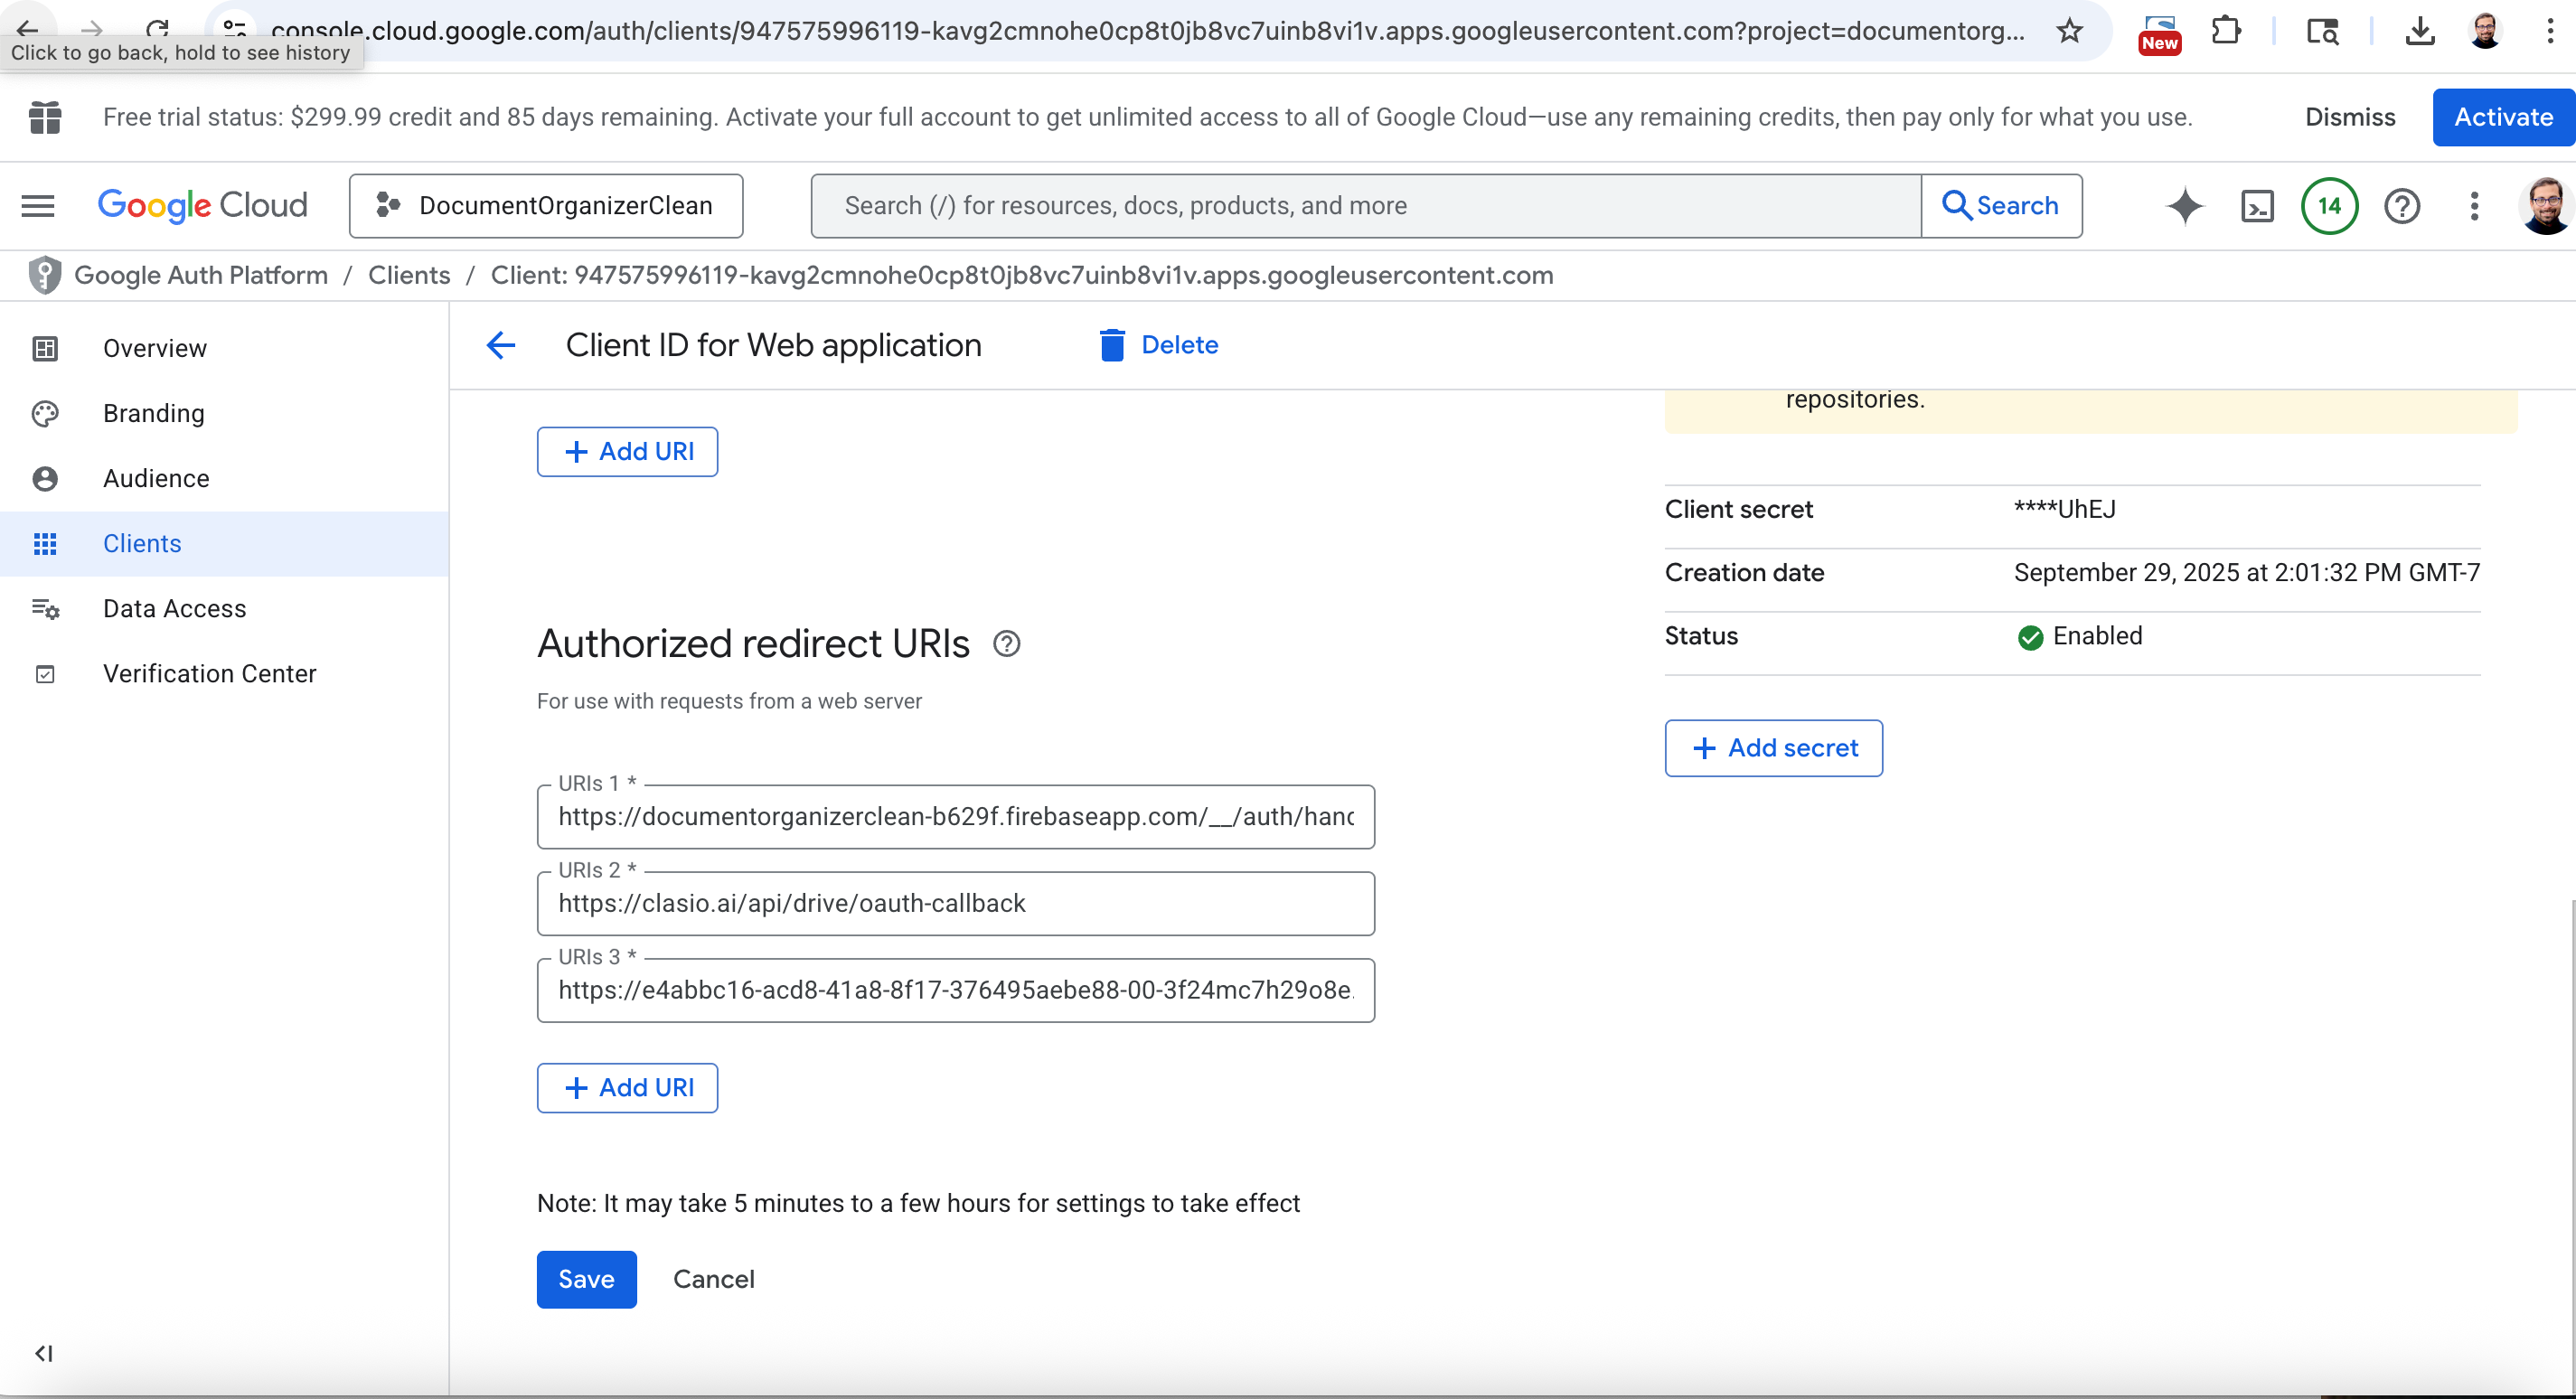 console.cloud.google.com/auth/clients/947575996119-kavg2cmnohe0cp8t0jb8vc7uinb8vi1v.apps.googleusercontent.com?project=documentorg...
New
Click to go back, hold to see history
Free trial status: $299.99 credit and 85 days remaining. Activate your full account to get unlimited access to all of Google Cloud—use any remaining credits, then pay only for what you use.
Dismiss
Activate
Google Cloud
DocumentOrganizerClean
Search (/) for resources, docs, products, and more
Search
14
Google Auth Platform / Clients / Client: 947575996119-kavg2cmnohe0cp8t0jb8vc7uinb8vi1v.apps.googleusercontent.com
Overview
Branding
Audience
Clients
Data Access
Verification Center
Client ID for Web application
Delete
+ Add URI
Authorized redirect URIs
For use with requests from a web server
URIs 1 *
https://documentorganizerclean-b629f.firebaseapp.com/__/auth/hand
URIs 2 *
https://clasio.ai/api/drive/oauth-callback
URIs 3 *
https://e4abbc16-acd8-41a8-8f17-376495aebe88-00-3f24mc7h29o8e.
+ Add URI
Note: It may take 5 minutes to a few hours for settings to take effect
Save
Cancel
repositories.
Client secret ****UhEJ
Creation date September 29, 2025 at 2:01:32 PM GMT-7
Status Enabled
+ Add secret